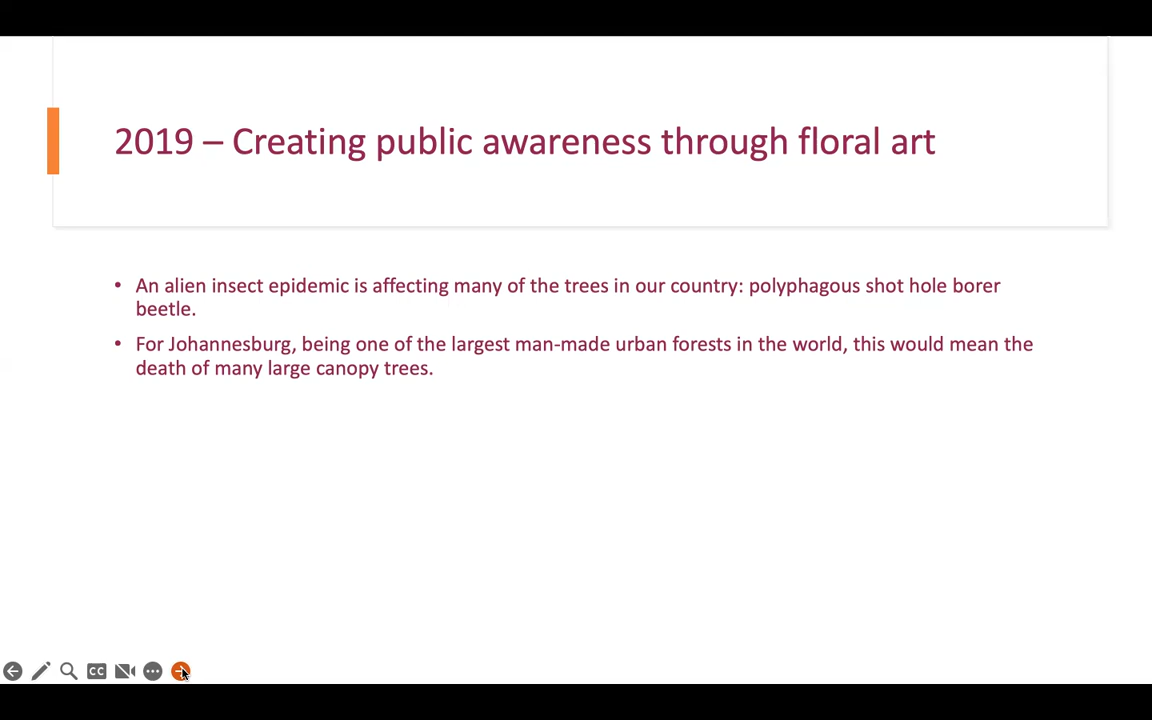 2019 – Creating public awareness through floral art
• An alien insect epidemic is affecting many of the trees in our country: polyphagous shot hole borer
beetle.
• For Johannesburg, being one of the largest man-made urban forests in the world, this would mean the
death of many large canopy trees.
CC